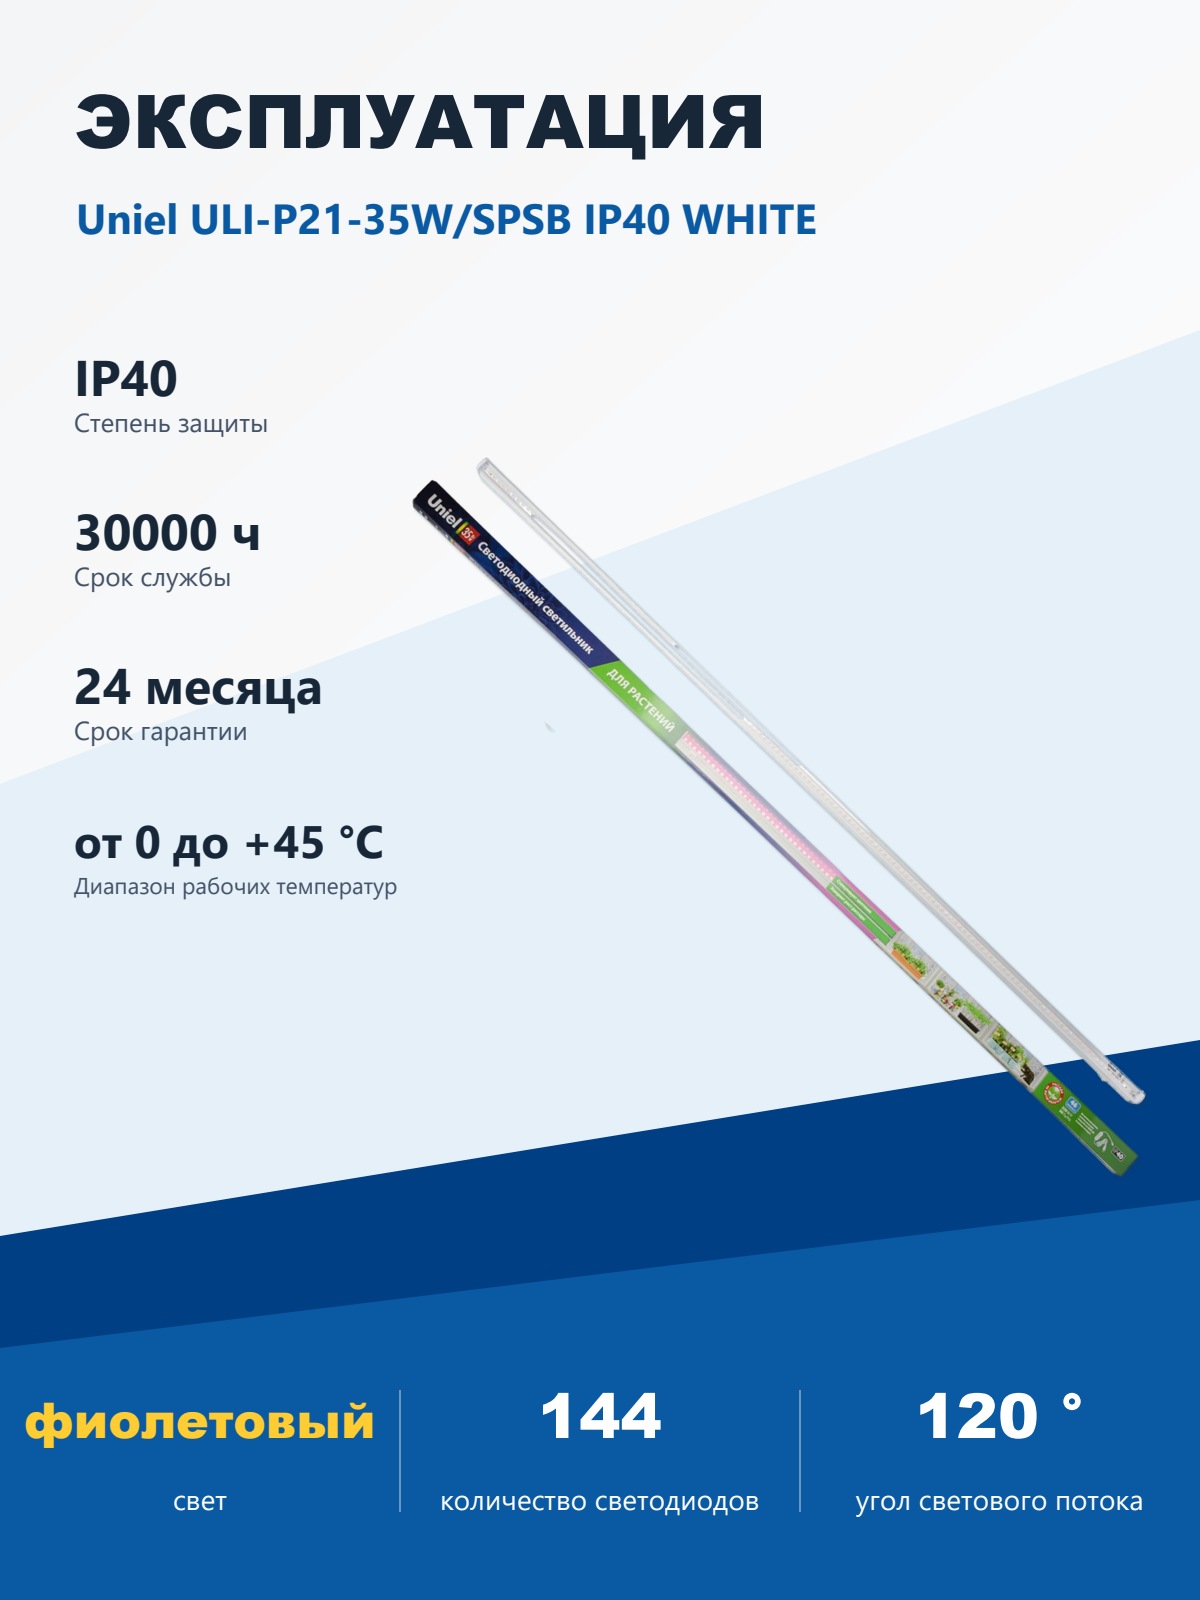 ЭКСПЛУАТАЦИЯ
Uniel ULI-P21-35W/SPSB IP40 WHITE
IP40
Степень защиты
30000 ч
Срок службы
24 месяца
Срок гарантии
от 0 до +45 °C
Диапазон рабочих температур
Uniel
35
Светодиодный светильник
ДЛЯ РАСТЕНИЙ
IP40
фиолетовый
свет
144
количество светодиодов
120 °
угол светового потока